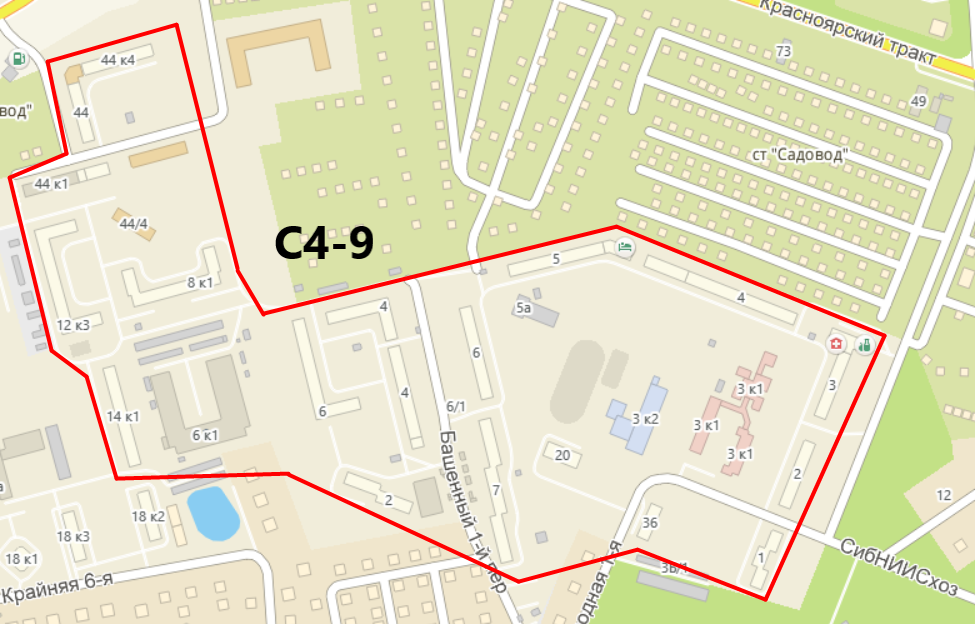 Красноярский тракт
44 к4
73
44
вод"
49
ст "Садовод"
44 к1
44/4
С4-9
5
8 к1
4
4
5а
12 к3
6
3
4
3 к1
6/1
14 к1
6
3 к2
3 к1
6 к1
3 к1
20
2
7
2
12
18 к2
36
18 к3
Башенный 1-й пер
1
18 к1
3Б/1
СибНИИСхоз
Крайняя 6-я
одная 1-я